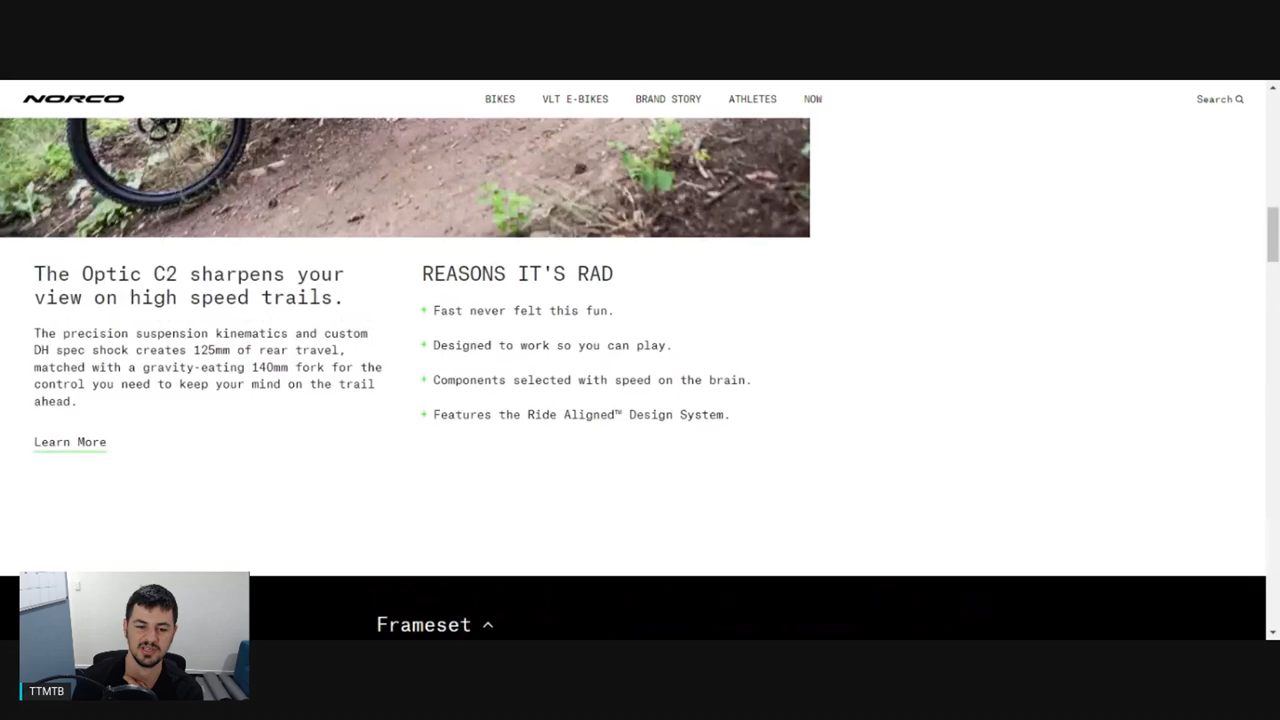 NORCO
BIKES VLT E-BIKES BRAND STORY ATHLETES NOW
Search
The Optic C2 sharpens your
view on high speed trails.
The precision suspension kinematics and custom
DH spec shock creates 125mm of rear travel,
matched with a gravity-eating 140mm fork for the
control you need to keep your mind on the trail
ahead.
Learn More
REASONS IT'S RAD
+ Fast never felt this fun.
+ Designed to work so you can play.
+ Components selected with speed on the brain.
+ Features the Ride Aligned™ Design System.
Frameset
TTMTB